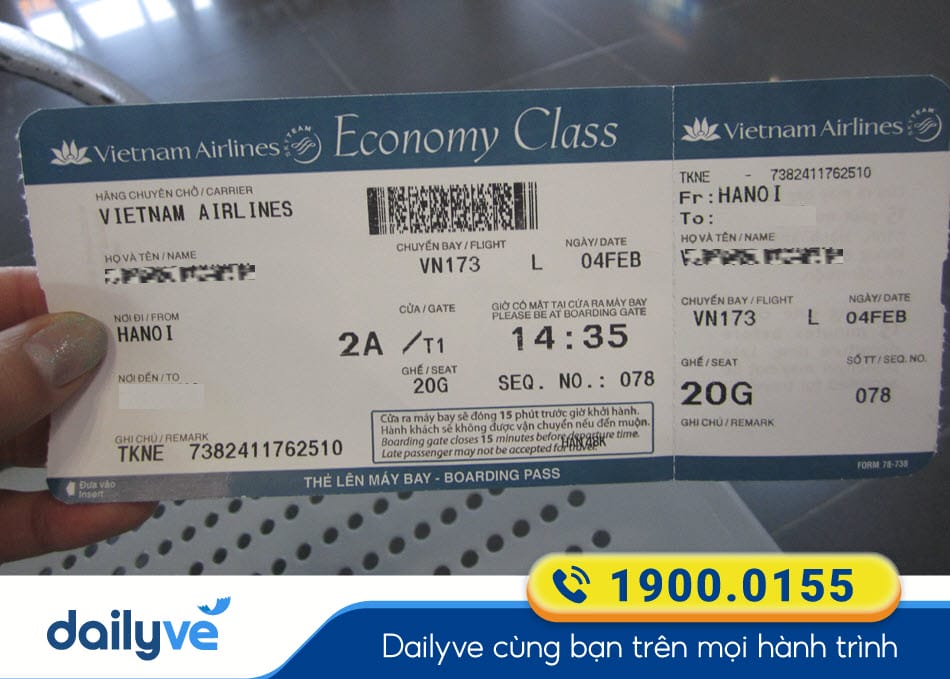 Vietnam Airlines SKYTEAM Economy Class
HÃNG CHUYÊN CHỞ / CARRIER
VIETNAM AIRLINES
HỌ VÀ TÊN / NAME
CHUYẾN BAY / FLIGHT NGÀY/ DATE
VN173 L 04FEB
NƠI ĐI / FROM
HANOI
CỬA / GATE
2A /T1
GIỜ CÓ MẶT TẠI CỬA RA MÁY BAY
PLEASE BE AT BOARDING GATE
14:35
NƠI ĐẾN / TO
GHẾ / SEAT
20G SEQ. NO.: 078
Cửa ra máy bay sẽ đóng 15 phút trước giờ khởi hành.
Hành khách sẽ không được vận chuyển nếu đến muộn.
Boarding gate closes 15 minutes before departure time.
Late passenger may not be accepted for travel.
GHI CHÚ / REMARK
TKNE 7382411762510
Đưa vào
Insert
THẺ LÊN MÁY BAY - BOARDING PASS
Vietnam Airlines
TKNE - 7382411762510
Fr:HANOI
To:
HỌ VÀ TÊN / NAME
CHUYẾN BAY / FLIGHT NGÀY/ DATE
VN173 L 04FEB
GHẾ / SEAT SỐ TT / SEQ. NO.
20G 078
GHI CHÚ / REMARK
FORM 78-738
1900.0155
dailyvé
Dailyve cùng bạn trên mọi hành trình